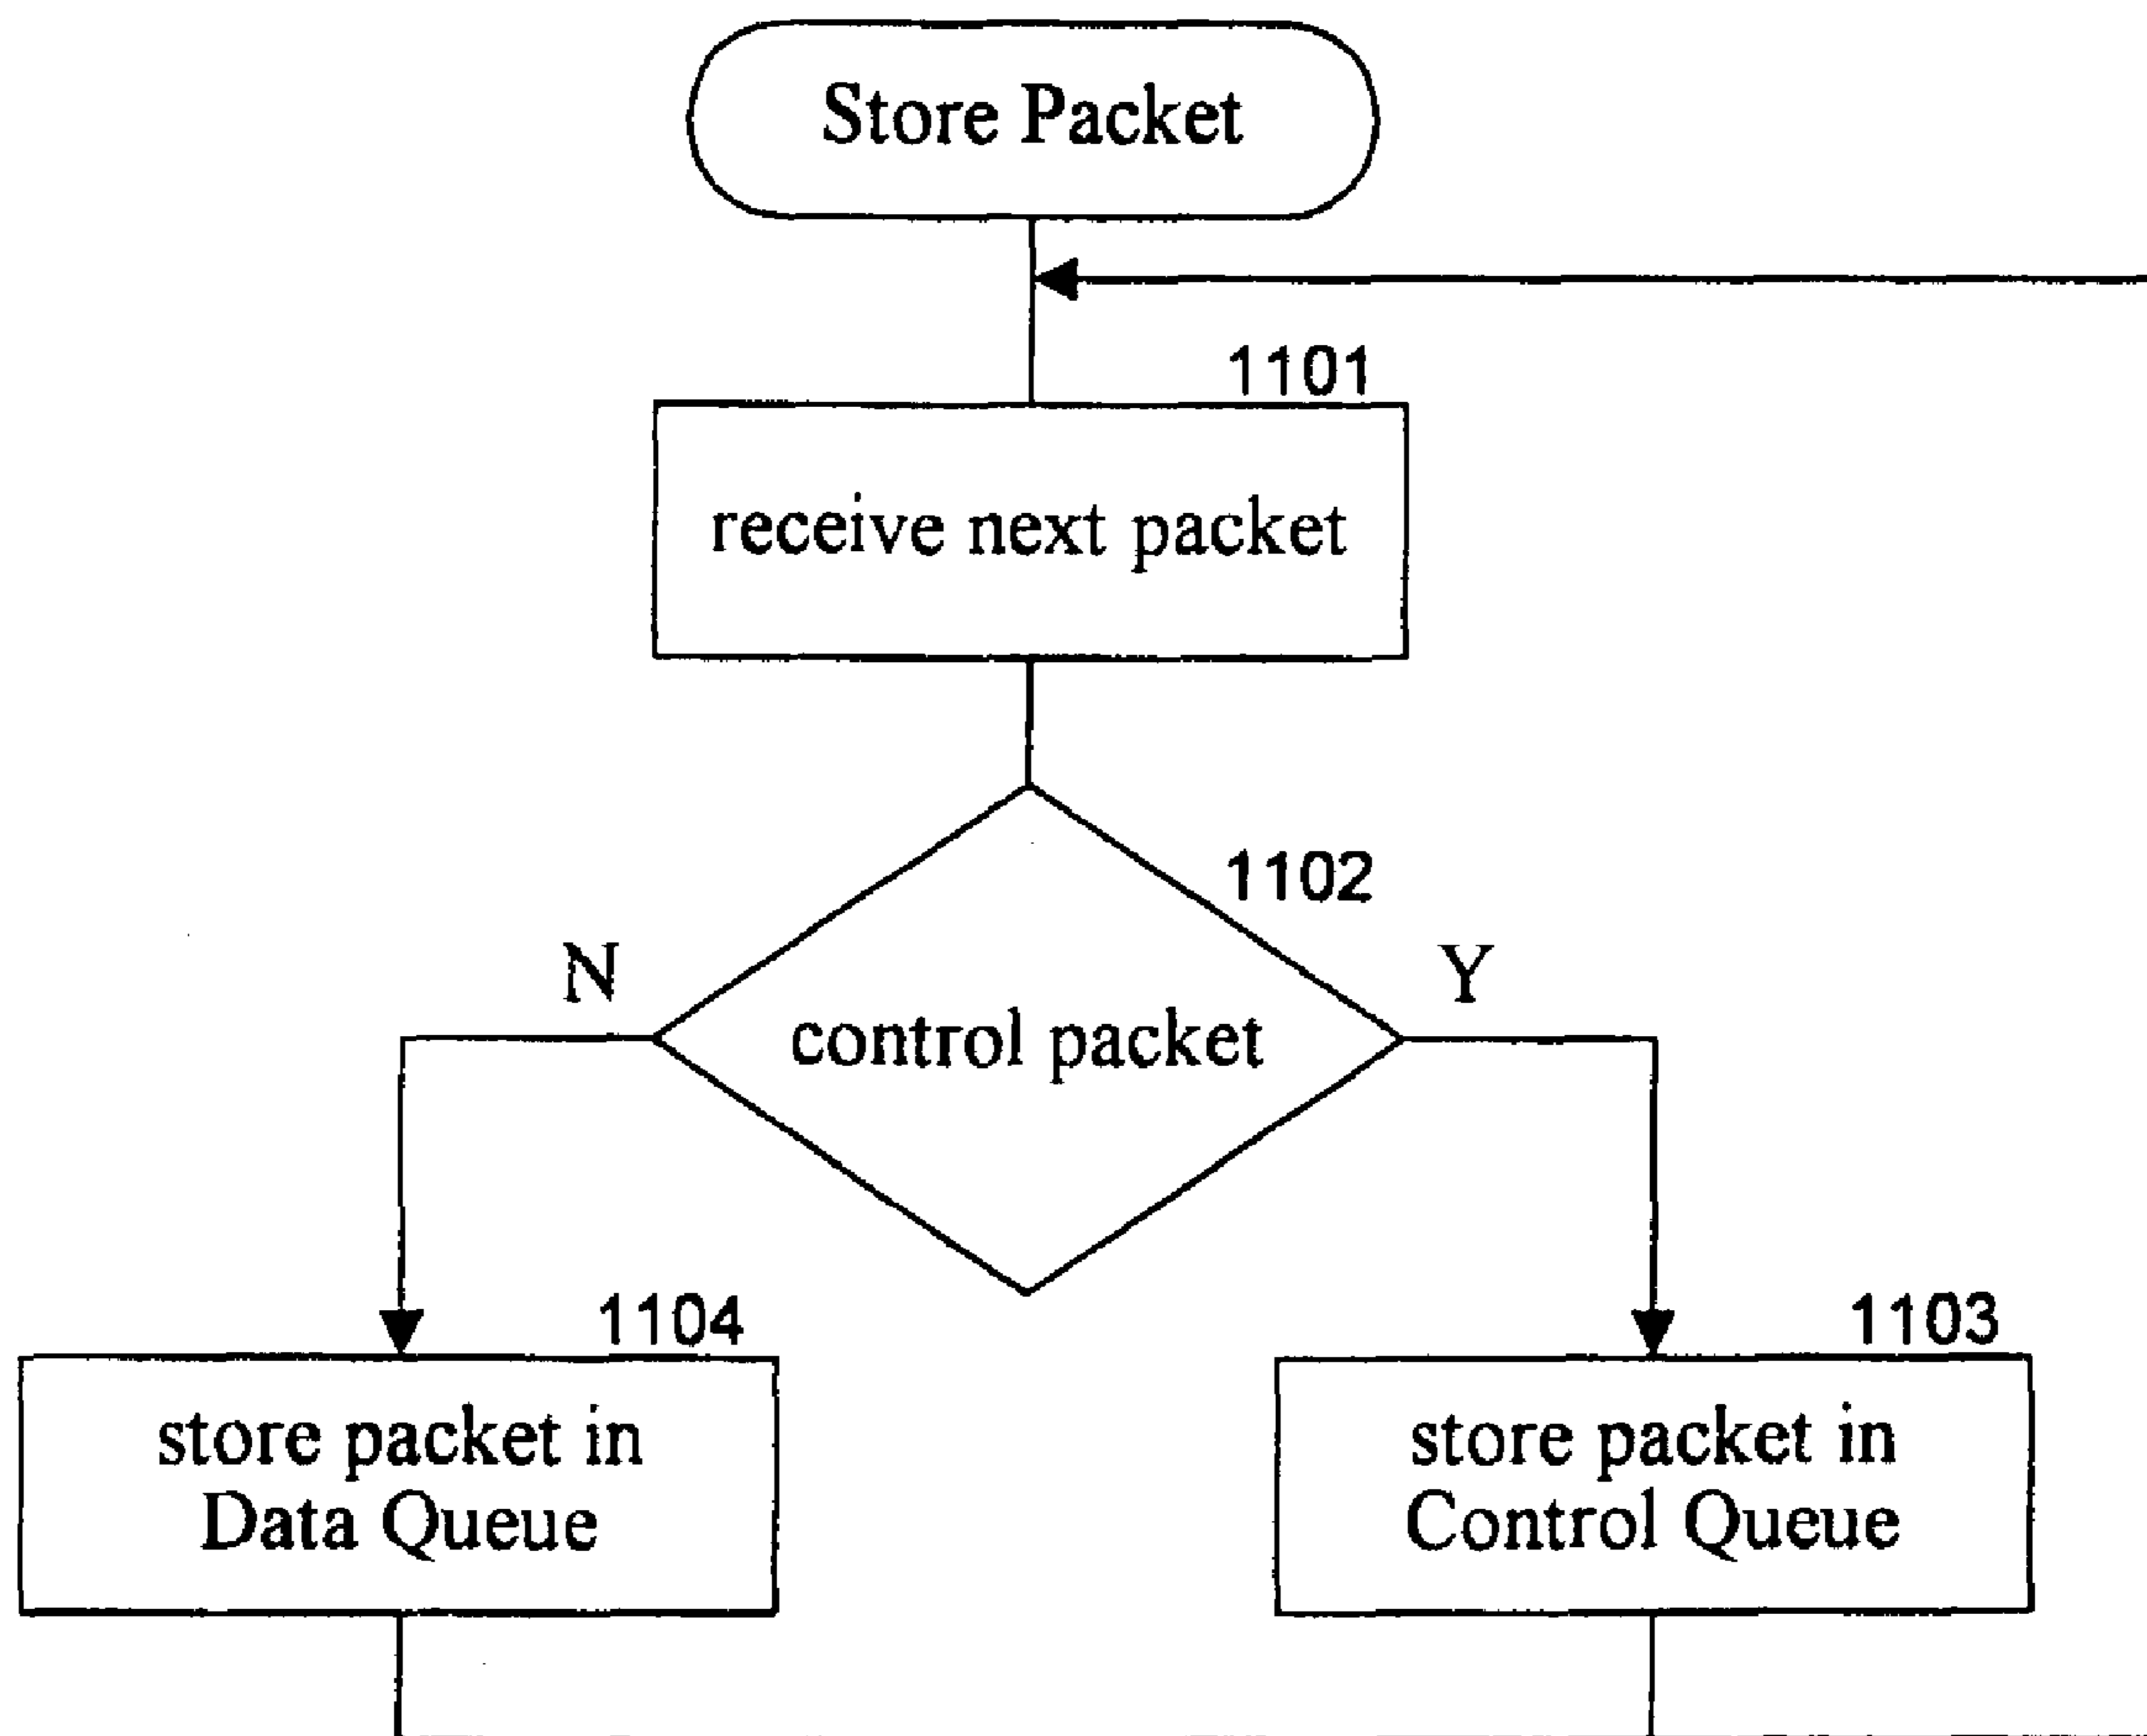 Store Packet
1101
receive next packet
1102
N
Y
control packet
1104
1103
store packet in
Data Queue
store packet in
Control Queue